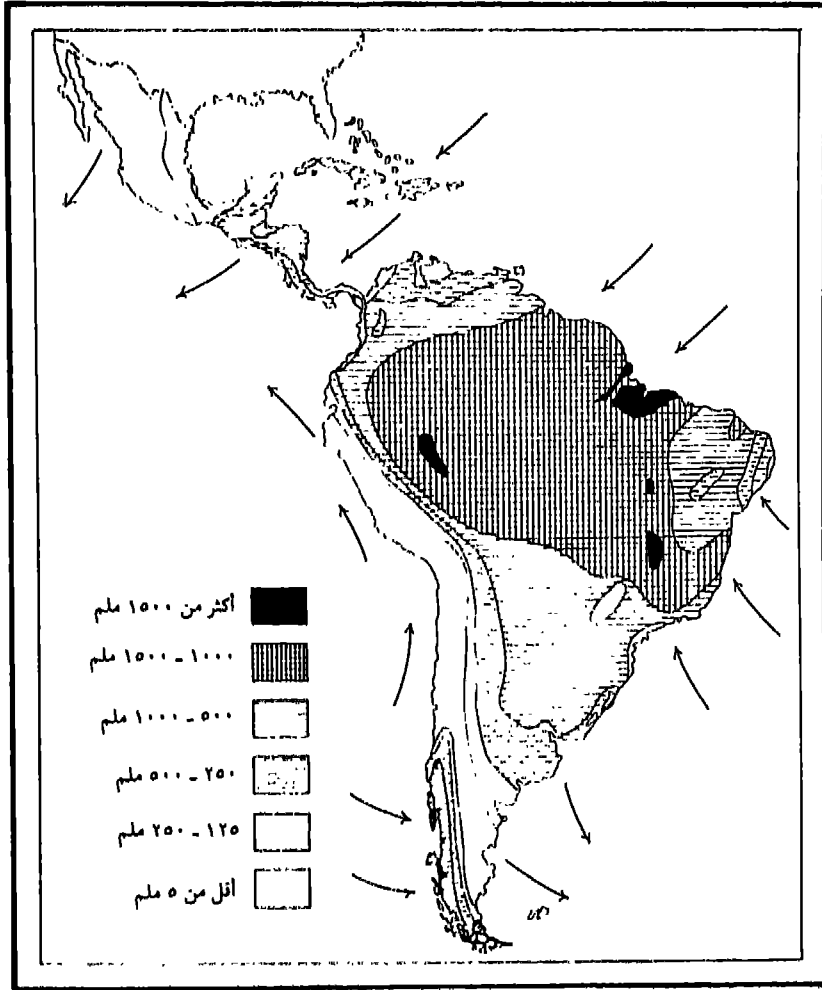 أكثر من ١٥٠٠ ملم
١٠٠٠ ـ ١٥٠٠ ملم
٥٠٠ ـ ١٠٠٠ ملم
٢٥٠ ـ ٥٠٠ ملم
١٢٥ ـ ٢٥٠ ملم
أقل من ٥ ملم